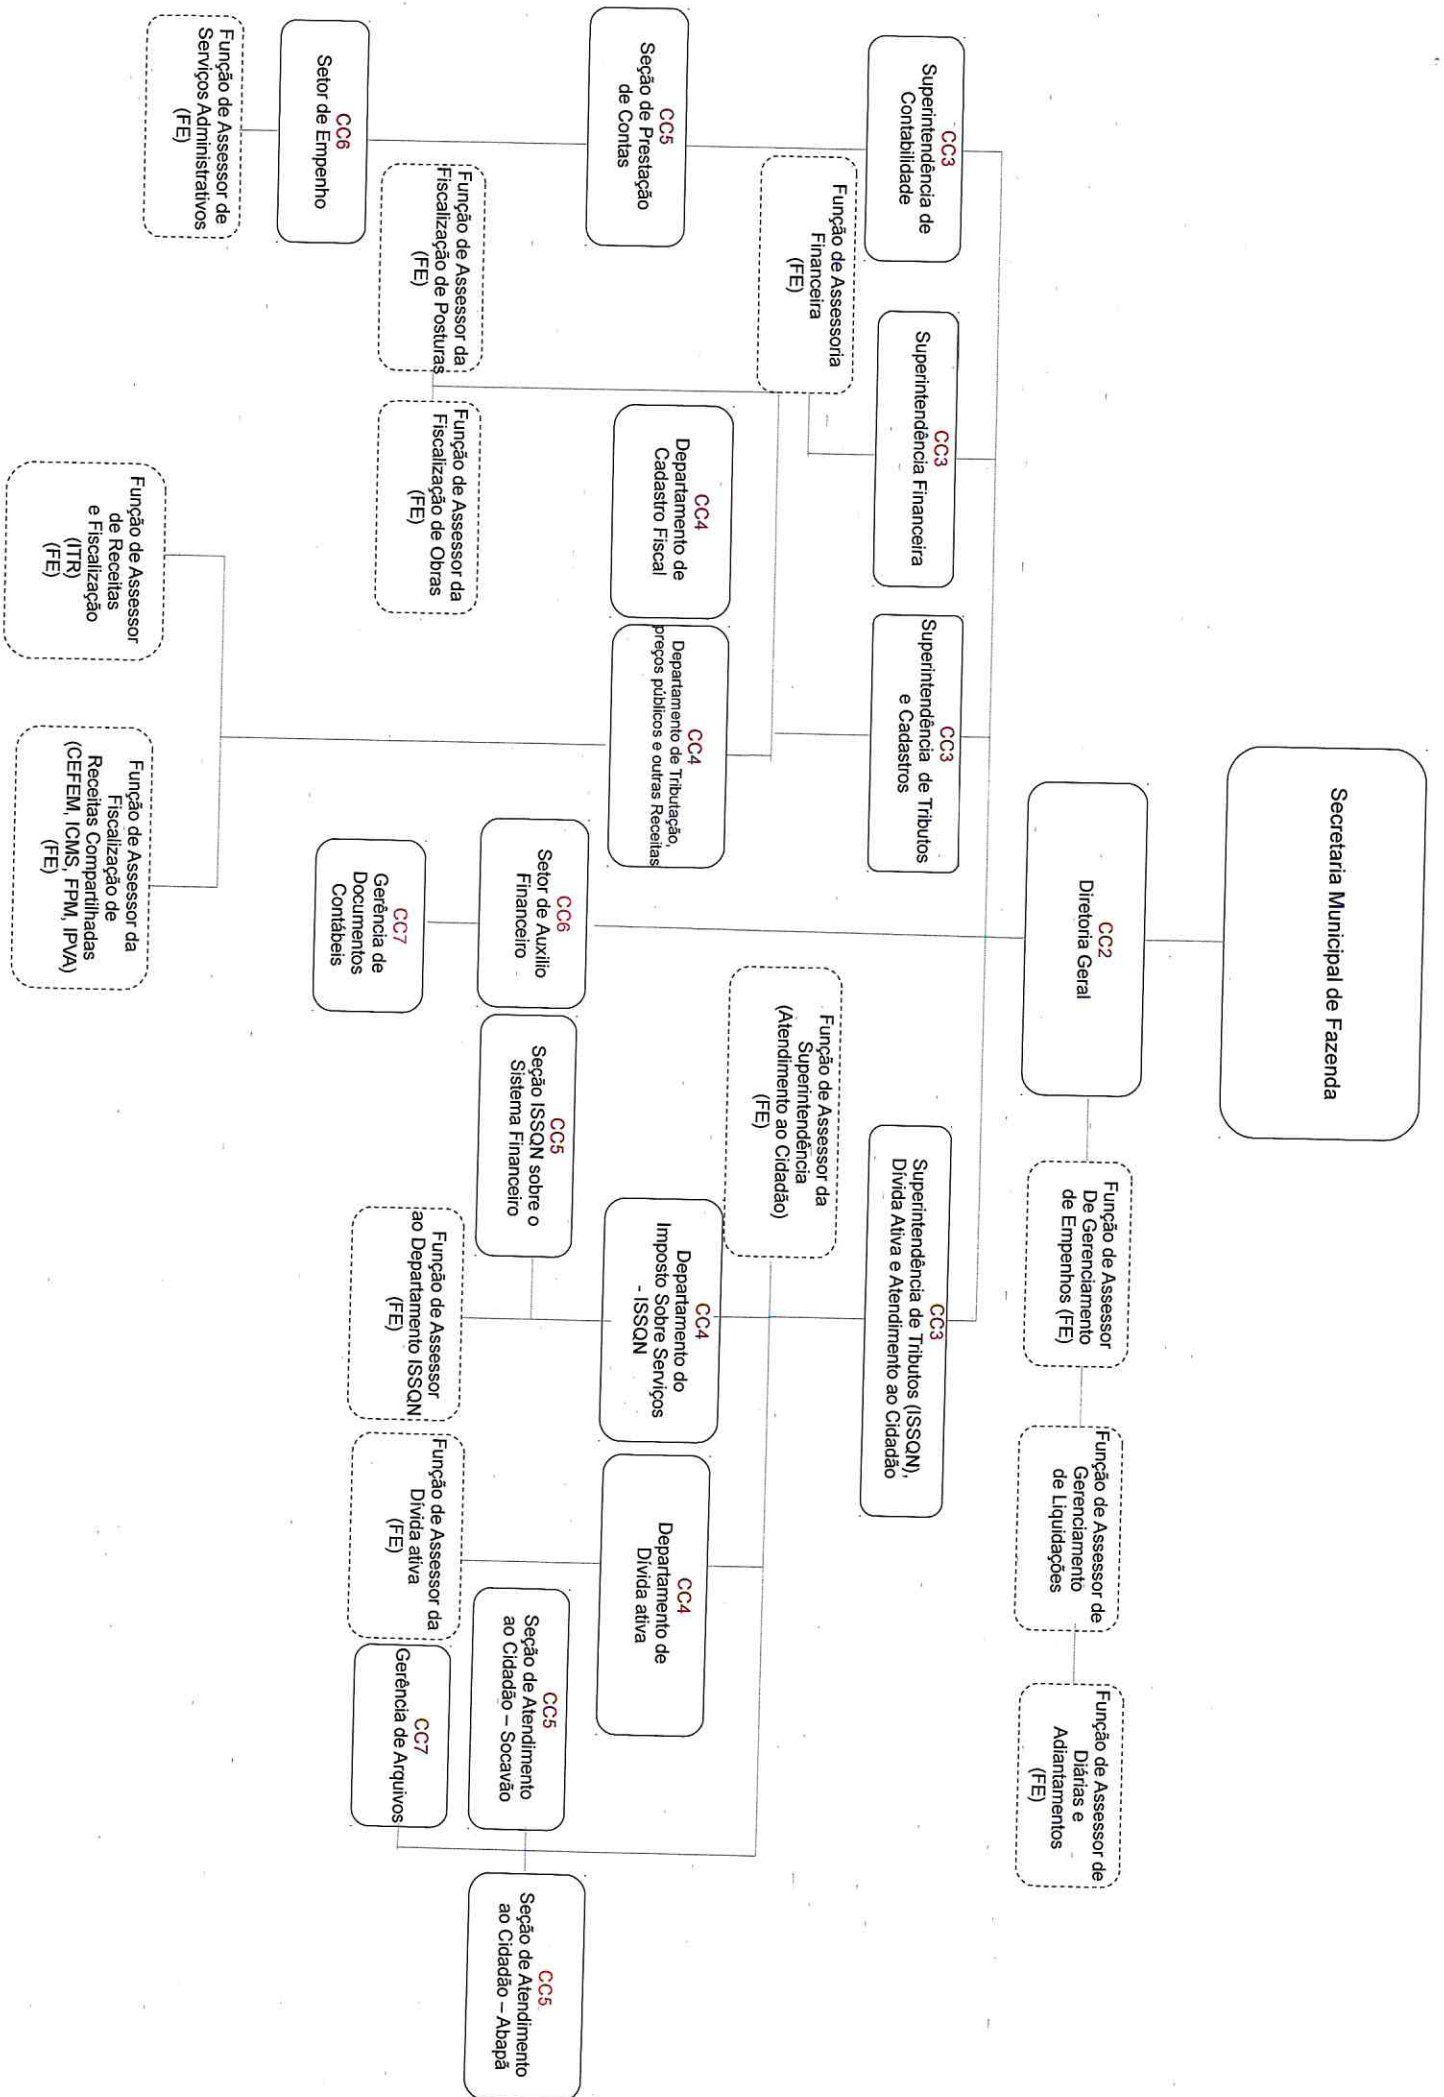 Secretaria Municipal de Fazenda
CC2
Diretoria Geral
Função de Assessor
De Gerenciamento
de Empenhos (FE)
Função de Assessor de
Gerenciamento
de Liquidações
Função de Assessor de
Diárias e
Adiantamentos
(FE)
CC3
Superintendência de
Contabilidade
CC3
Superintendência Financeira
CC3
Superintendência de Tributos
e Cadastros
CC3
Superintendência de Tributos (ISSQN),
Dívida Ativa e Atendimento ao Cidadão
Função de Assessoria
Financeira
(FE)
Função de Assessor da
Superintendência
(Atendimento ao Cidadão)
(FE)
CC5
Seção de Prestação
de Contas
CC4
Departamento de
Cadastro Fiscal
CC4
Departamento de Tributação,
preços públicos e outras Receitas
CC4
Departamento do
Imposto Sobre Serviços
- ISSQN
CC4
Departamento de
Dívida ativa
CC6
Setor de Auxilio
Financeiro
CC5
Seção ISSQN sobre o
Sistema Financeiro
CC5
Seção de Atendimento
ao Cidadão – Socavão
CC5
Seção de Atendimento
ao Cidadão – Abapã
CC6
Setor de Empenho
Função de Assessor da
Fiscalização de Posturas
(FE)
Função de Assessor da
Fiscalização de Obras
(FE)
CC7
Gerência de
Documentos
Contábeis
Função de Assessor
ao Departamento ISSQN
(FE)
Função de Assessor da
Dívida ativa
(FE)
CC7
Gerência de Arquivos
Função de Assessor de
Serviços Administrativos
(FE)
Função de Assessor
de Receitas
e Fiscalização
(ITR)
(FE)
Função de Assessor da
Fiscalização de
Receitas Compartilhadas
(CEFEM, ICMS, FPM, IPVA)
(FE)